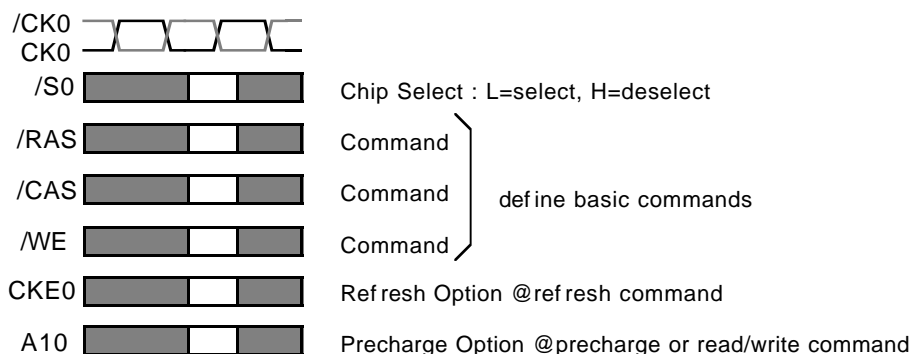 /CK0
CK0
/S0 Chip Select : L=select, H=deselect
/RAS Command
/CAS Command define basic commands
/WE Command
CKE0 Refresh Option @refresh command
A10 Precharge Option @precharge or read/write command